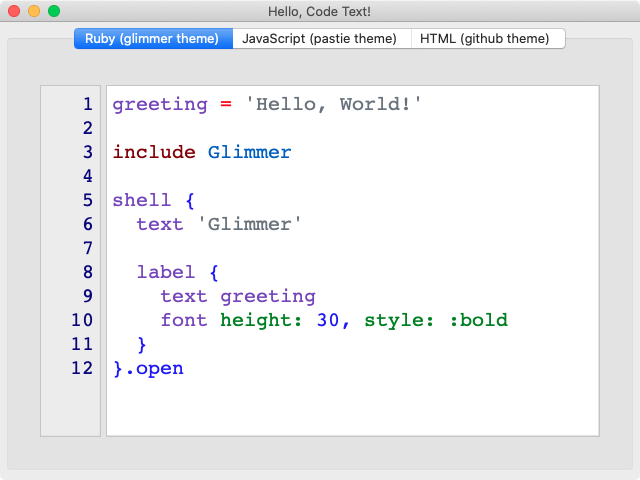 Hello, Code Text!
Ruby (glimmer theme) JavaScript (pastie theme) HTML (github theme)
1 greeting = 'Hello, World!'
2
3 include Glimmer
4
5 shell {
6   text 'Glimmer'
7
8   label {
9     text greeting
10     font height: 30, style: :bold
11   }
12 }.open